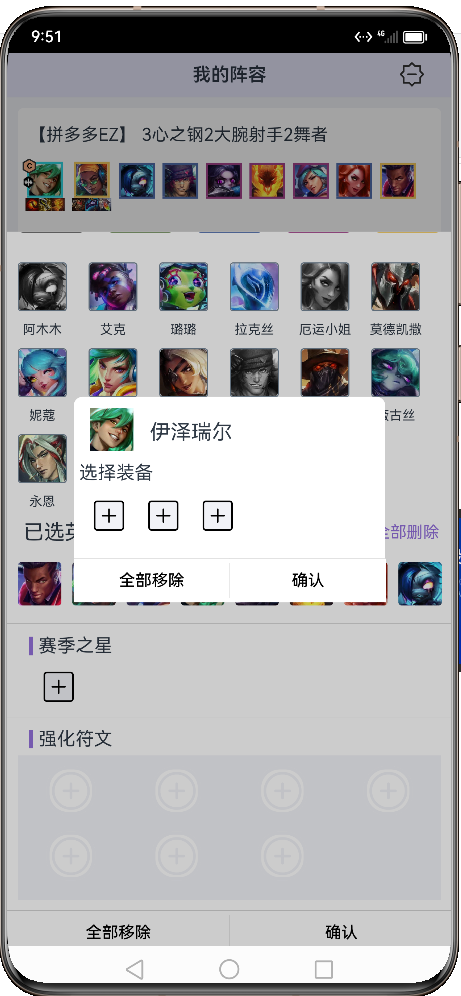 9:51
4G
我的阵容
【拼多多EZ】 3心之钢2大腕射手2舞者
C
阿木木 艾克 璐璐 拉克丝 厄运小姐 莫德凯撒
妮蔻 古丝
永恩
伊泽瑞尔
选择装备
全部移除 确认
已选 全部删除
赛季之星
强化符文
全部移除 确认